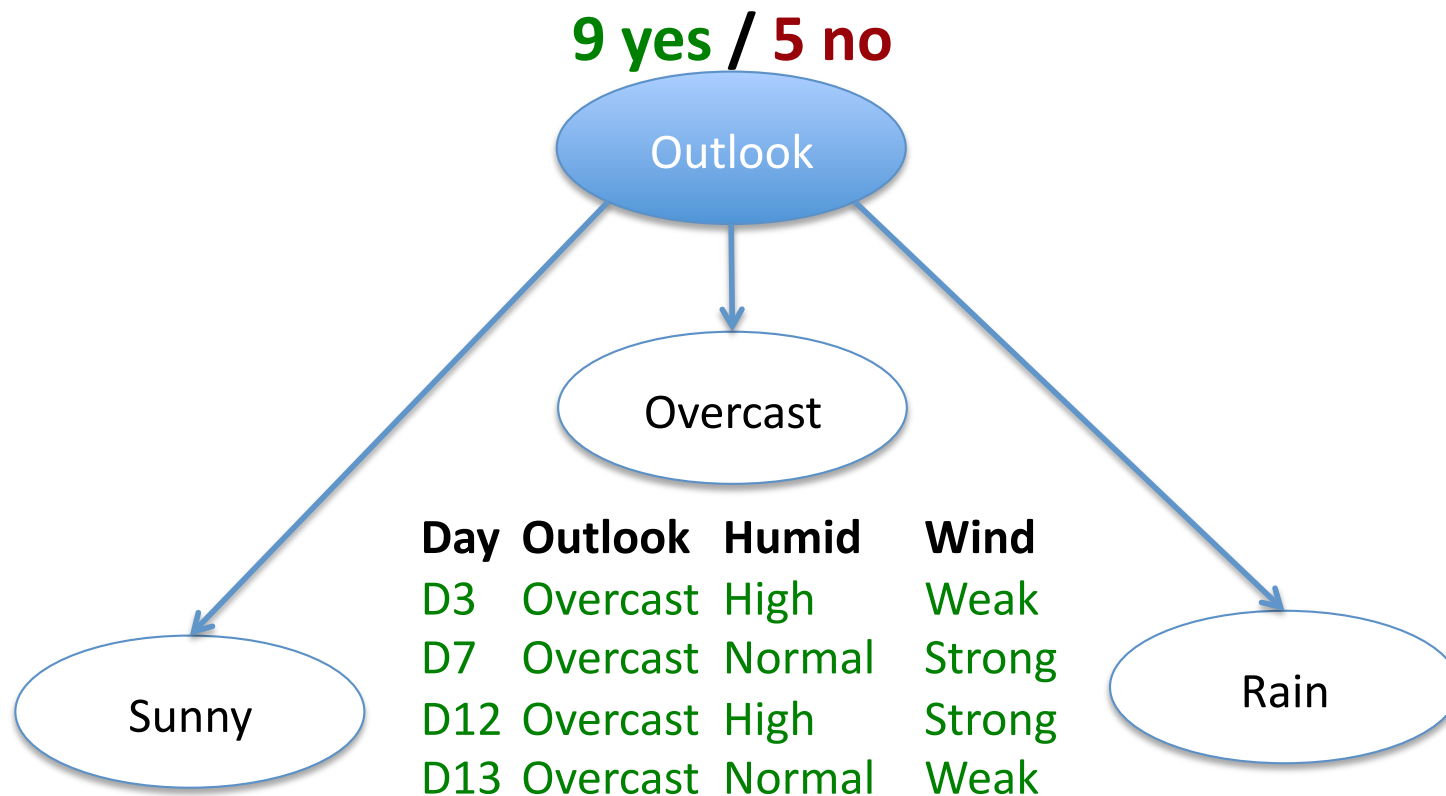 9 yes / 5 no
Outlook
Overcast
Day Outlook Humid Wind
D3 Overcast High Weak
D7 Overcast Normal Strong
D12 Overcast High Strong
D13 Overcast Normal Weak
Sunny
Rain